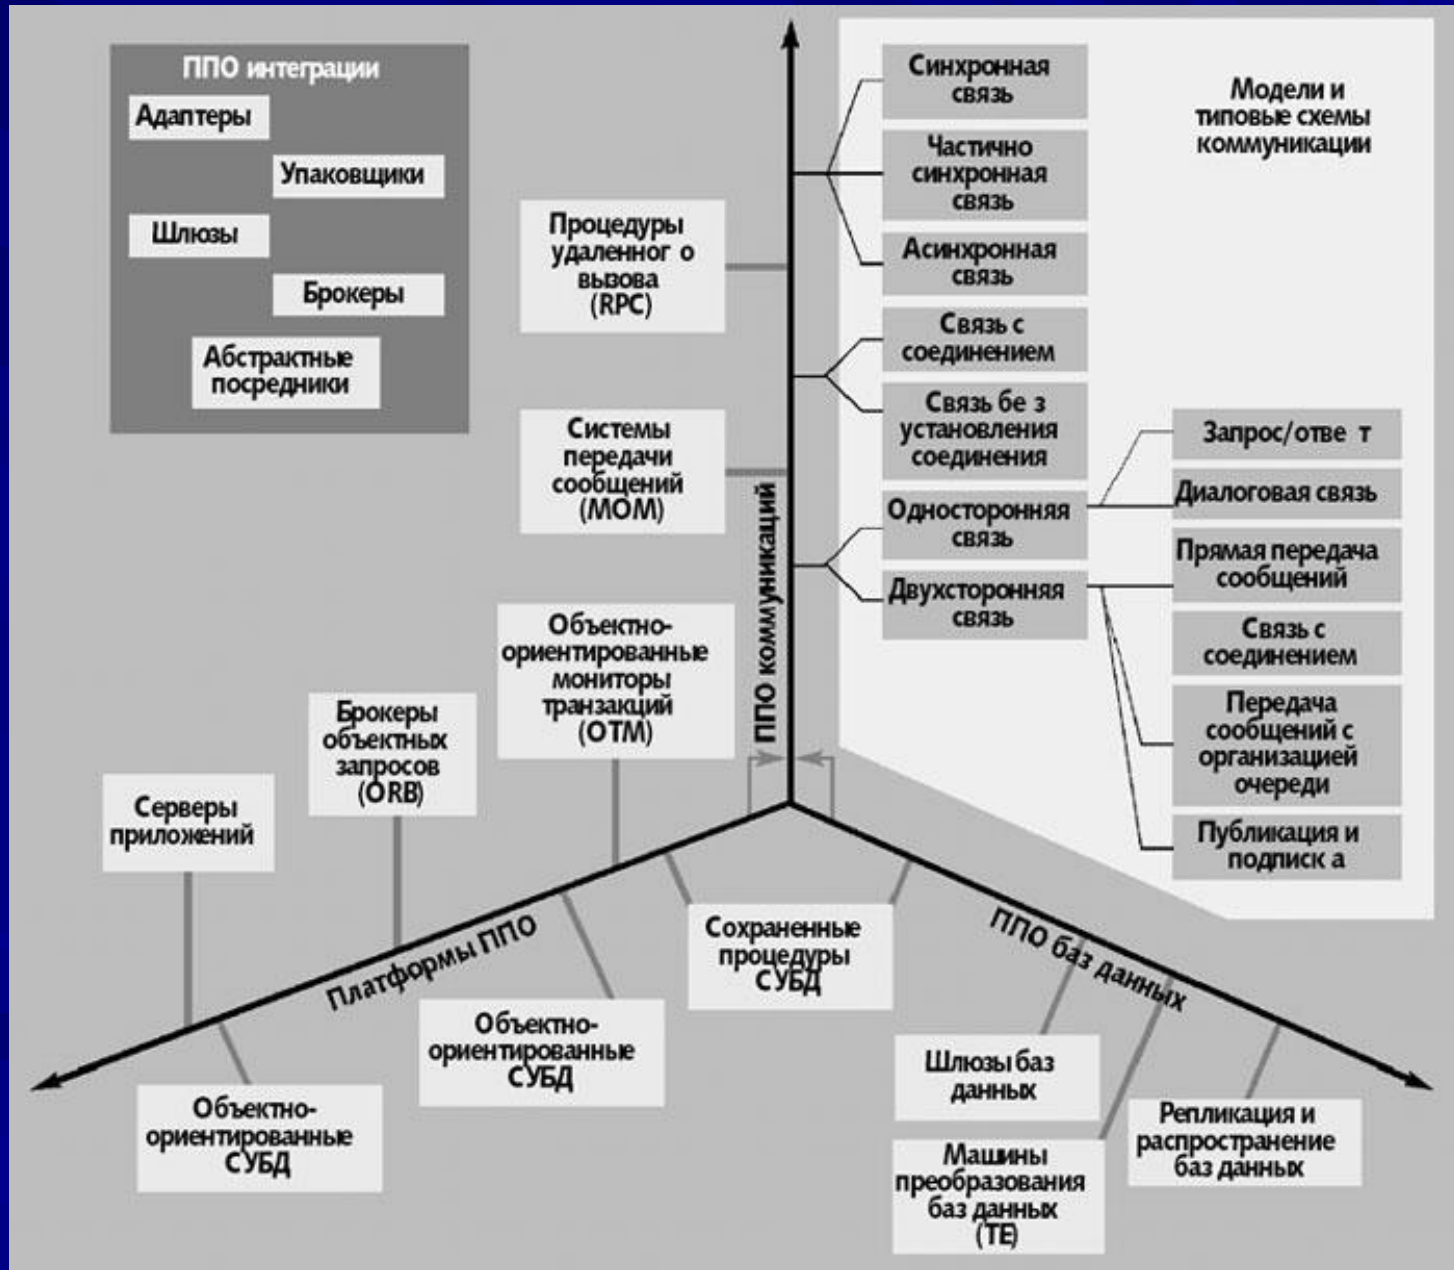 ППО интеграции
Адаптеры
Упаковщики
Шлюзы
Брокеры
Абстрактные
посредники
Процедуры
удаленног о
вызова
(RPC)
Системы
передачи
сообщений
(MOM)
Объектно-
ориентированные
мониторы
транзакций
(OTM)
Брокеры
объектных
запросов
(ORB)
Серверы
приложений
ППО коммуникаций
Модели и
типовые схемы
коммуникации
Синхронная
связь
Частично
синхронная
связь
Асинхронная
связь
Связь с
соединением
Связь бе з
установления
соединения
Односторонняя
связь
Двухсторонняя
связь
Запрос/отве т
Диалоговая связь
Прямая передача
сообщений
Связь с
соединением
Передача
сообщений с
организацией
очереди
Публикация и
подписк а
Платформы ППО
ППО баз данных
Сохраненные
процедуры
СУБД
Объектно-
ориентированные
СУБД
Объектно-
ориентированные
СУБД
Шлюзы баз
данных
Машины
преобразования
баз данных
(TE)
Репликация и
распространение
баз данных